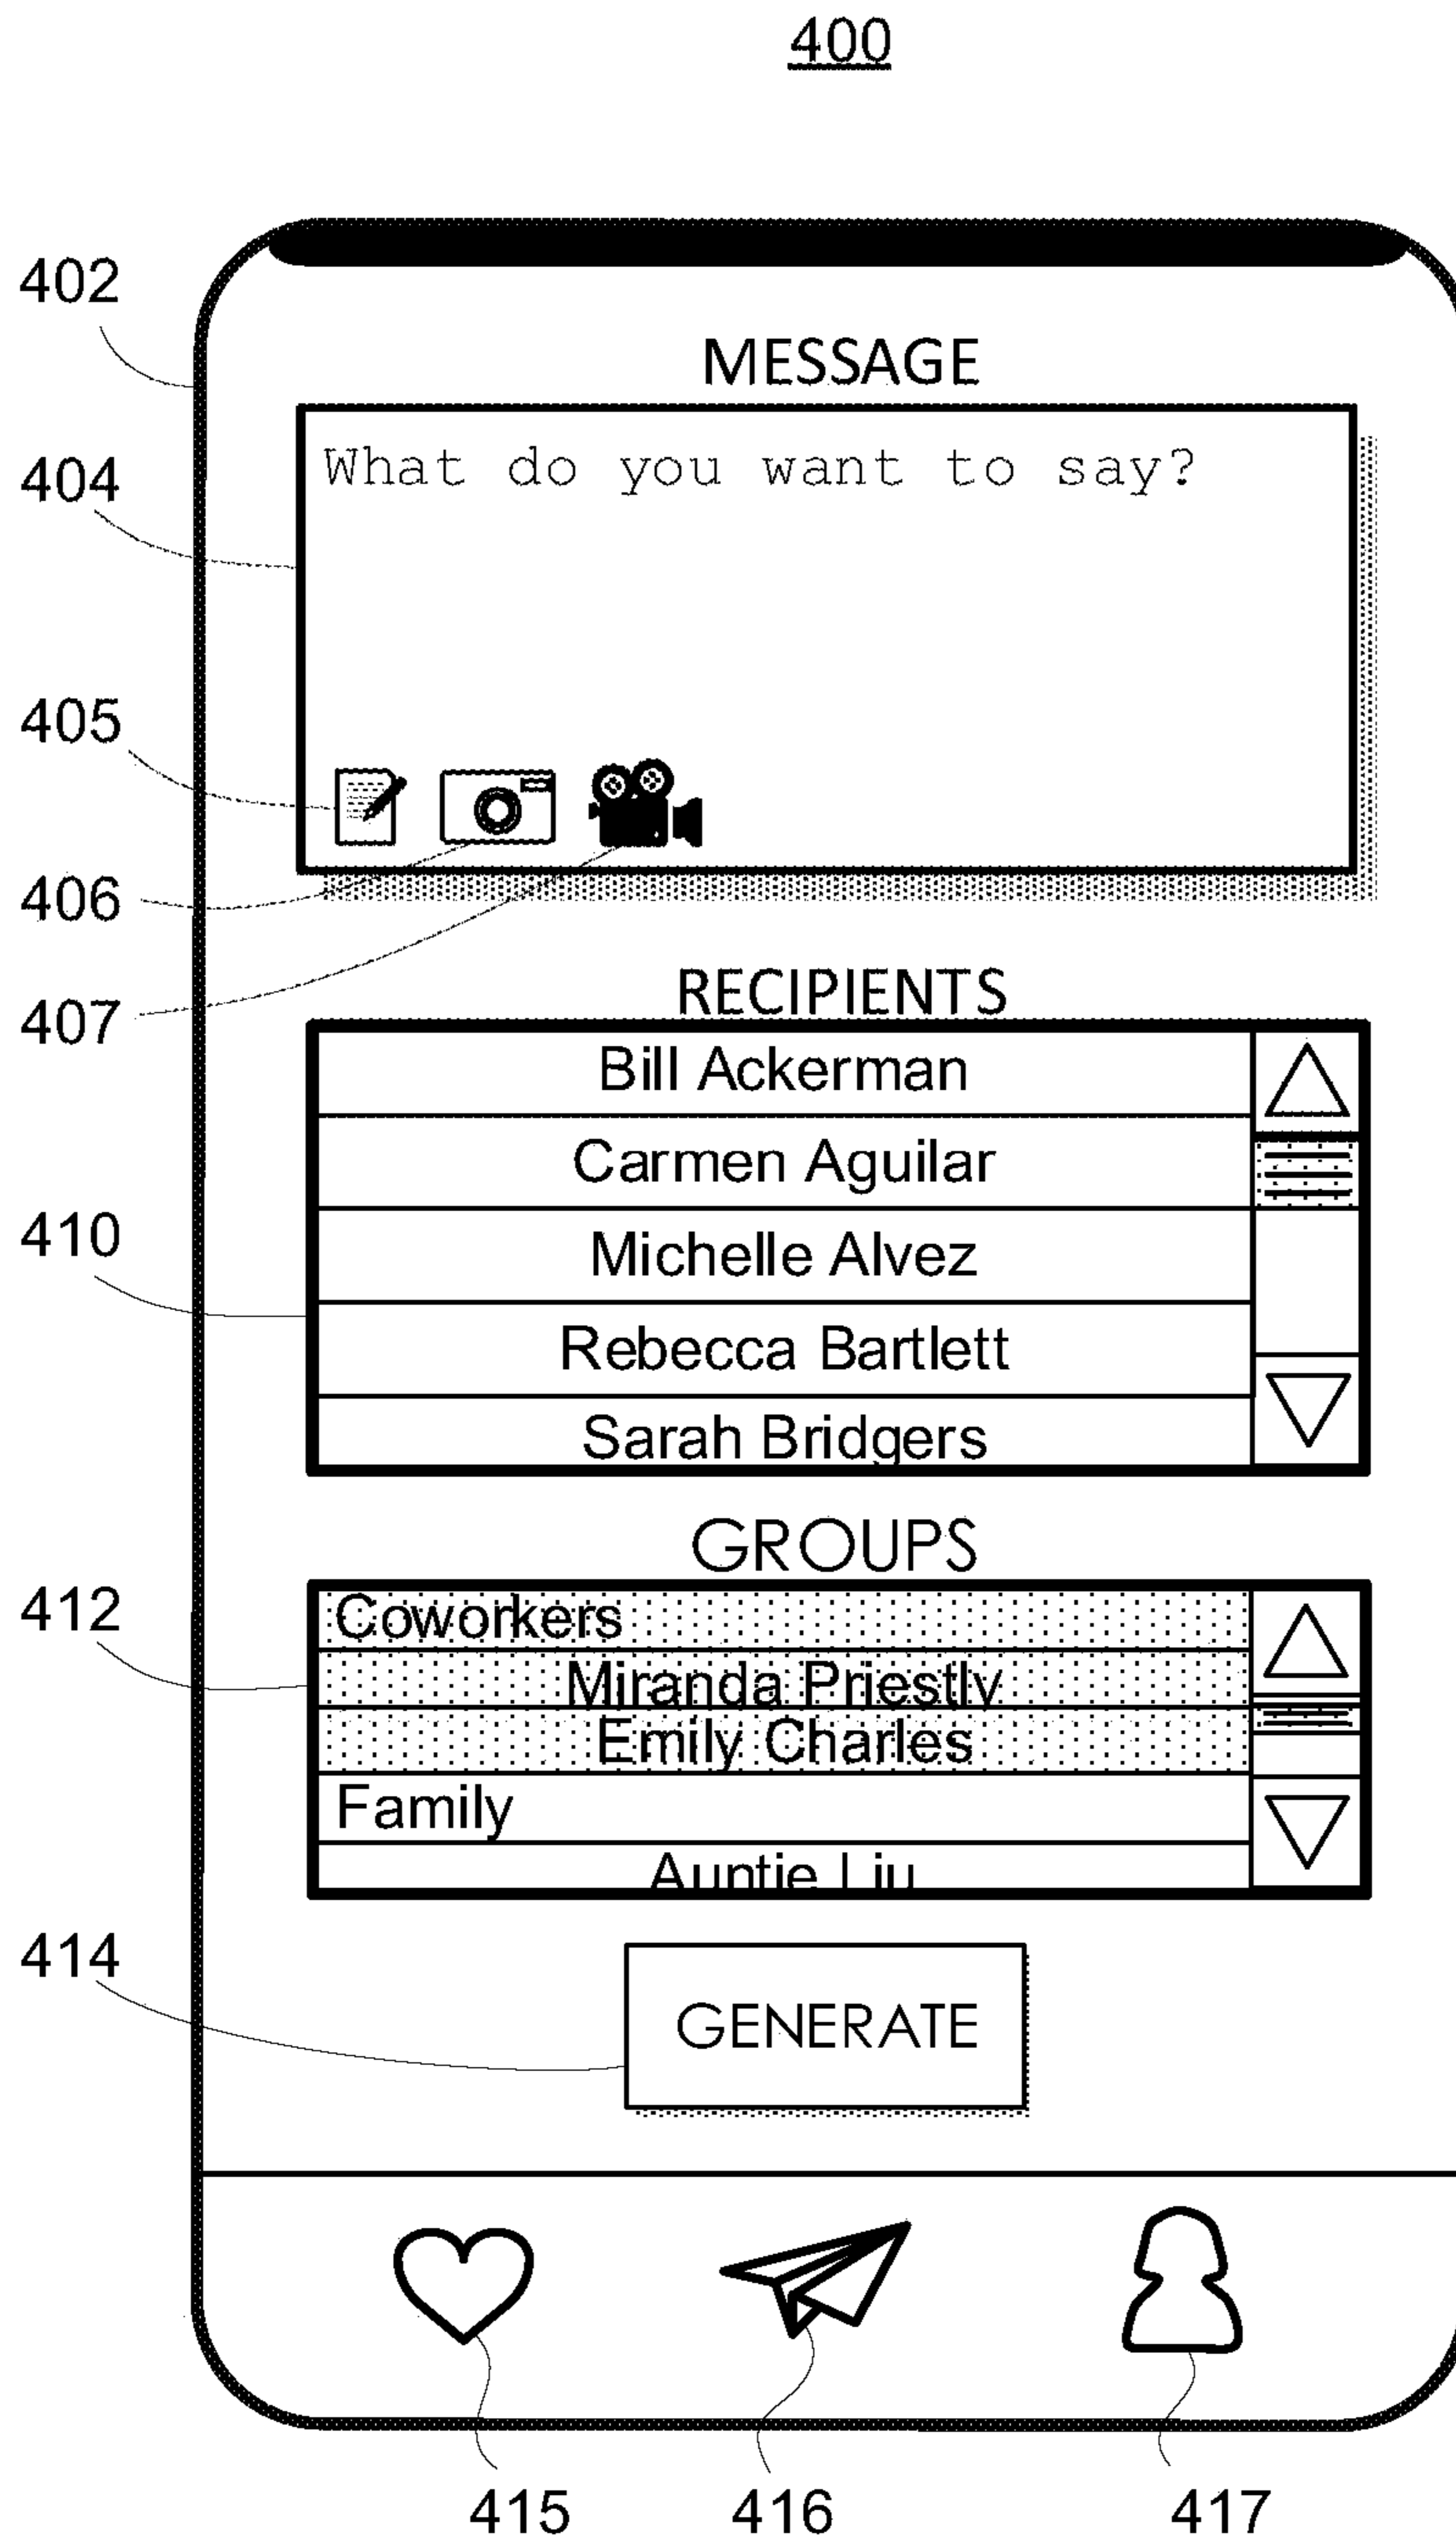 400
402
MESSAGE
404
What do you want to say?
405
406
407
RECIPIENTS
Bill Ackerman
Carmen Aguilar
410
Michelle Alvez
Rebecca Bartlett
Sarah Bridgers
GROUPS
412
Coworkers
Miranda Priestly
Emily Charles
Family
Auntie Liu
414
GENERATE
415
416
417